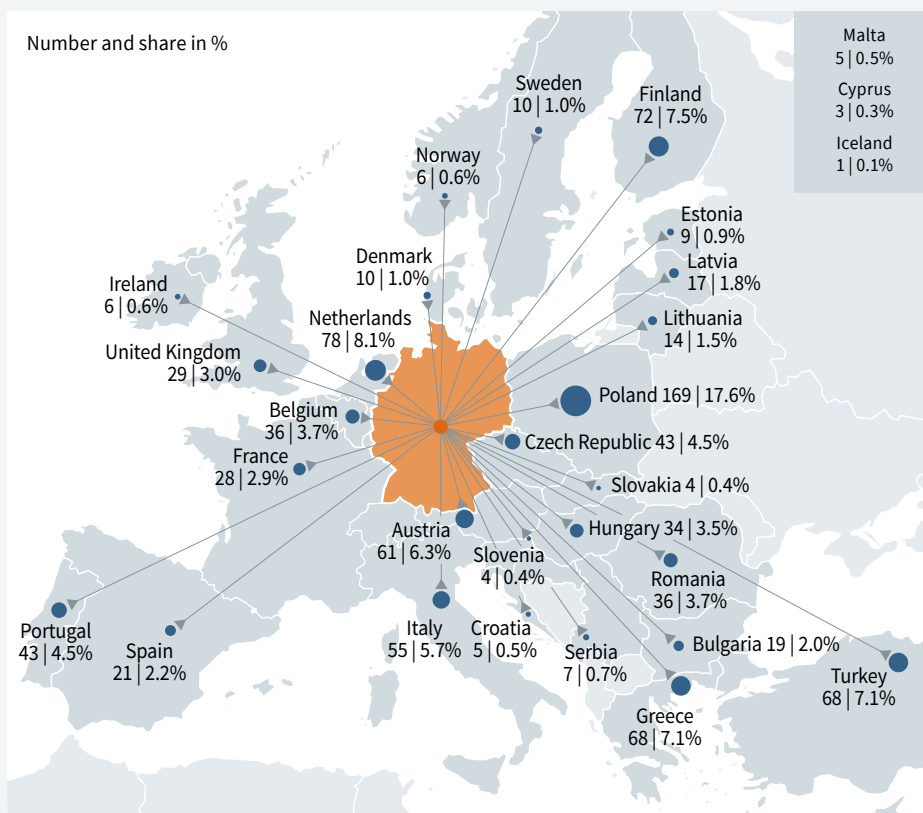 Number and share in %
Malta
5 | 0.5%
Cyprus
3 | 0.3%
Iceland
1 | 0.1%
Sweden
10 | 1.0%
Finland
72 | 7.5%
Norway
6 | 0.6%
Estonia
9 | 0.9%
Denmark
10 | 1.0%
Latvia
17 | 1.8%
Ireland
6 | 0.6%
Netherlands
78 | 8.1%
Lithuania
14 | 1.5%
United Kingdom
29 | 3.0%
Poland 169 | 17.6%
Belgium
36 | 3.7%
Czech Republic 43 | 4.5%
France
28 | 2.9%
Slovakia 4 | 0.4%
Austria
61 | 6.3%
Hungary 34 | 3.5%
Slovenia
4 | 0.4%
Romania
36 | 3.7%
Portugal
43 | 4.5%
Spain
21 | 2.2%
Italy
55 | 5.7%
Croatia
5 | 0.5%
Serbia
7 | 0.7%
Bulgaria 19 | 2.0%
Turkey
68 | 7.1%
Greece
68 | 7.1%